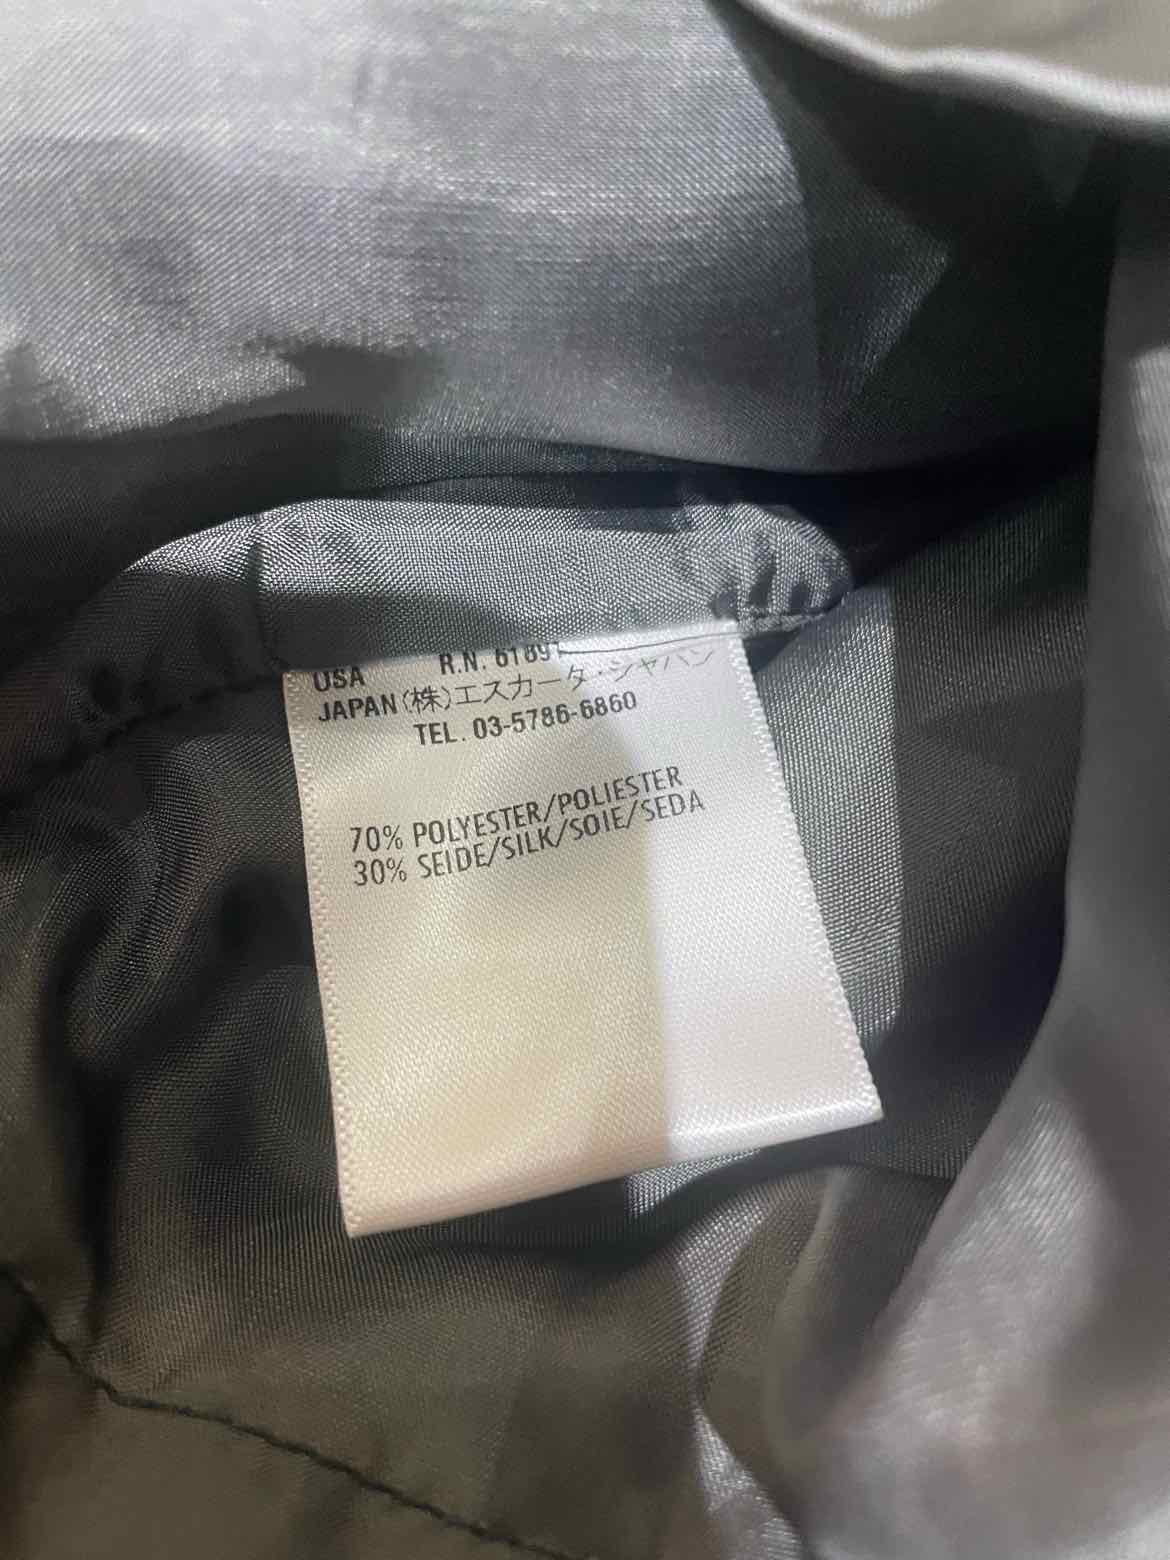 USA R.N. 61891
JAPAN (株)エスカーダ・ジャパン
TEL. 03-5786-6860
70% POLYESTER/POLIESTER
30% SEIDE/SILK/SOIE/SEDA